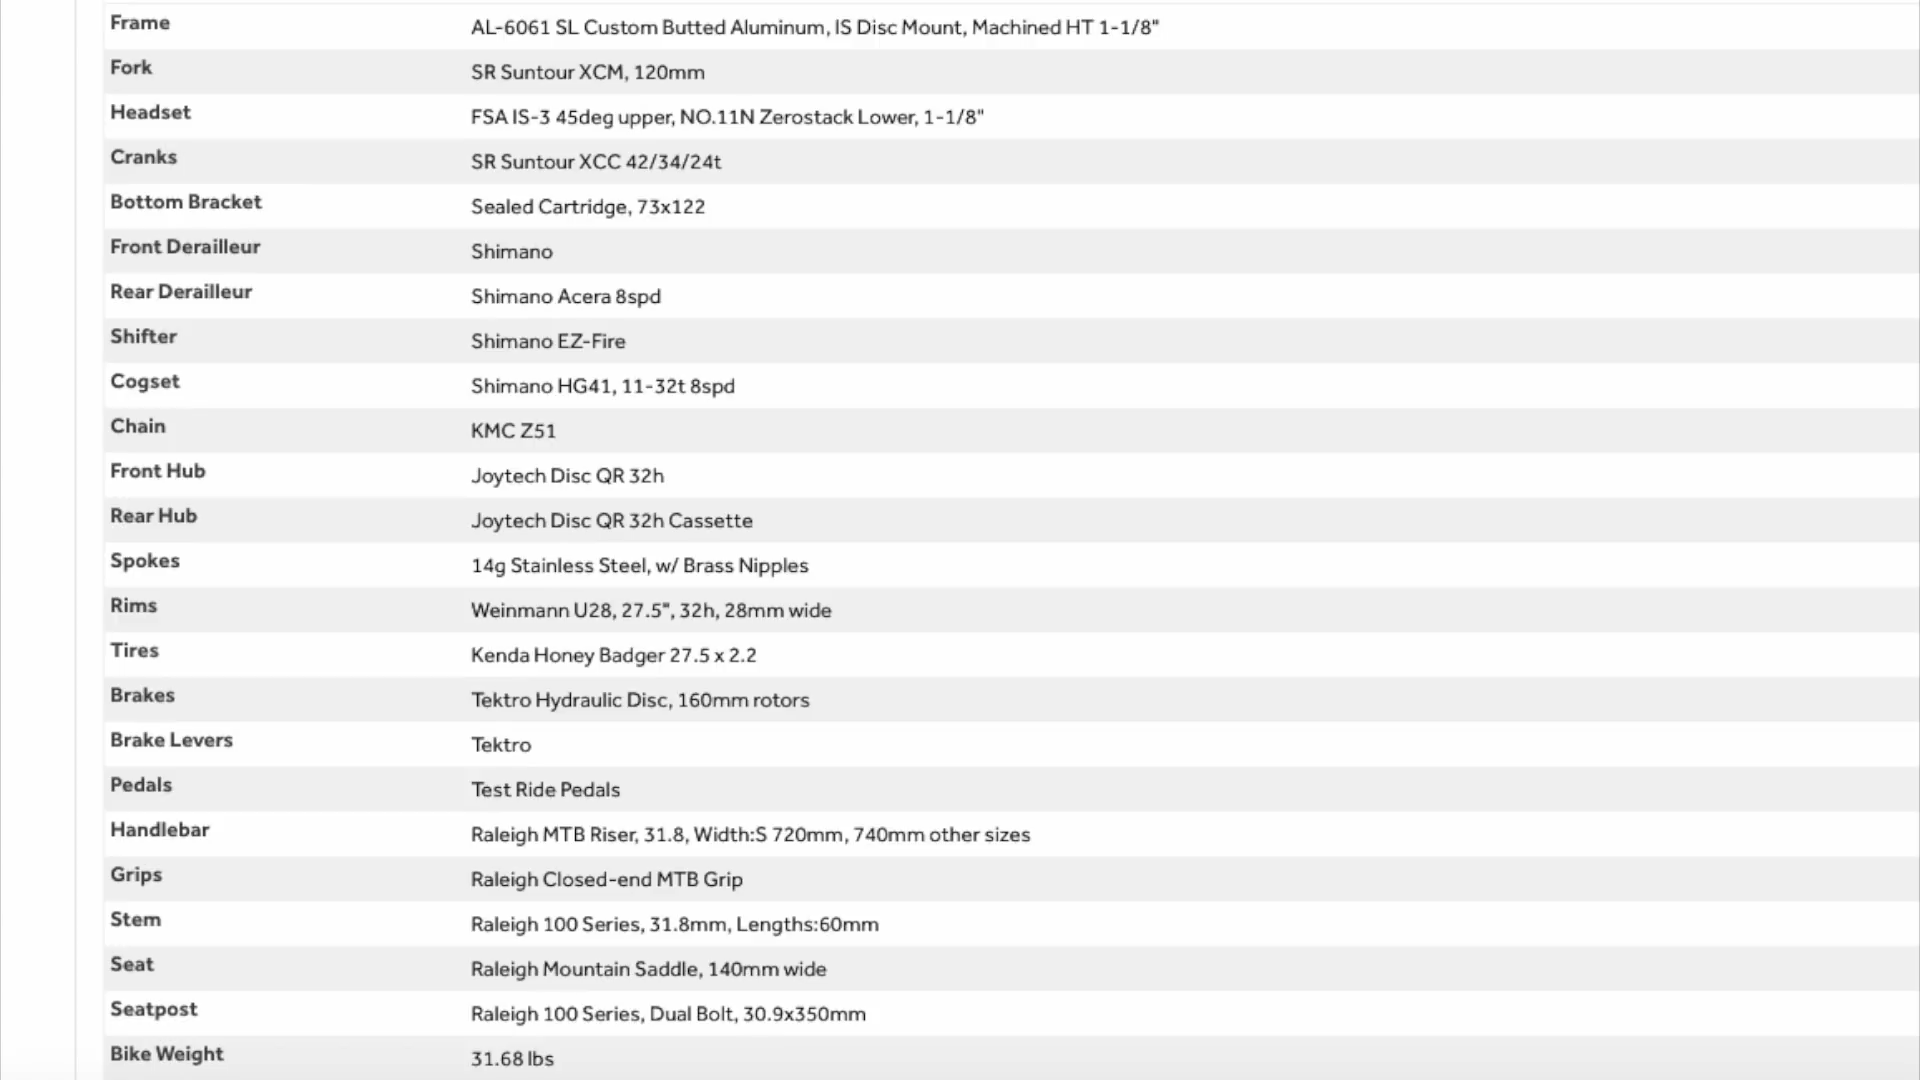 Frame AL-6061 SL Custom Butted Aluminum, IS Disc Mount, Machined HT 1-1/8"
Fork SR Suntour XCM, 120mm
Headset FSA IS-3 45deg upper, NO.11N Zerostack Lower, 1-1/8"
Cranks SR Suntour XCC 42/34/24t
Bottom Bracket Sealed Cartridge, 73x122
Front Derailleur Shimano
Rear Derailleur Shimano Acera 8spd
Shifter Shimano EZ-Fire
Cogset Shimano HG41, 11-32t 8spd
Chain KMC Z51
Front Hub Joytech Disc QR 32h
Rear Hub Joytech Disc QR 32h Cassette
Spokes 14g Stainless Steel, w/ Brass Nipples
Rims Weinmann U28, 27.5", 32h, 28mm wide
Tires Kenda Honey Badger 27.5 x 2.2
Brakes Tektro Hydraulic Disc, 160mm rotors
Brake Levers Tektro
Pedals Test Ride Pedals
Handlebar Raleigh MTB Riser, 31.8, Width:S 720mm, 740mm other sizes
Grips Raleigh Closed-end MTB Grip
Stem Raleigh 100 Series, 31.8mm, Lengths:60mm
Seat Raleigh Mountain Saddle, 140mm wide
Seatpost Raleigh 100 Series, Dual Bolt, 30.9x350mm
Bike Weight 31.68 lbs